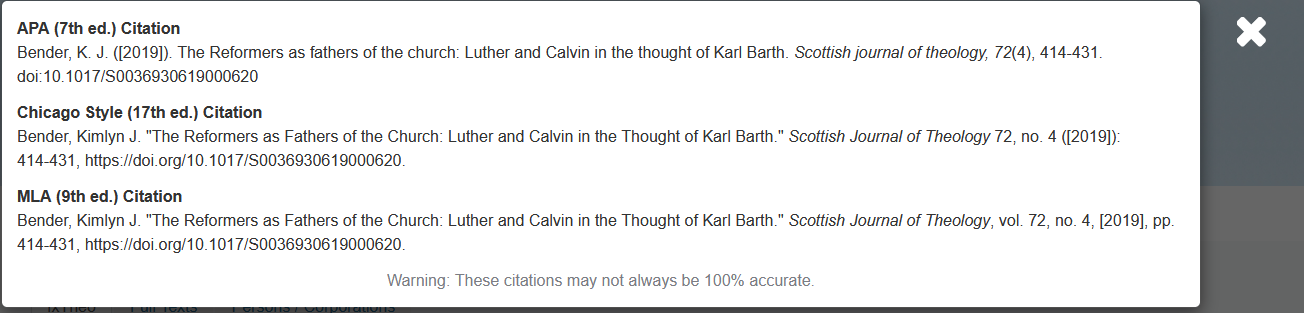 APA (7th ed.) Citation
Bender, K. J. ([2019]). The Reformers as fathers of the church: Luther and Calvin in the thought of Karl Barth. Scottish journal of theology, 72(4), 414-431.
doi:10.1017/S0036930619000620
Chicago Style (17th ed.) Citation
Bender, Kimlyn J. "The Reformers as Fathers of the Church: Luther and Calvin in the Thought of Karl Barth." Scottish Journal of Theology 72, no. 4 ([2019]):
414-431, https://doi.org/10.1017/S0036930619000620.
MLA (9th ed.) Citation
Bender, Kimlyn J. "The Reformers as Fathers of the Church: Luther and Calvin in the Thought of Karl Barth." Scottish Journal of Theology, vol. 72, no. 4, [2019], pp.
414-431, https://doi.org/10.1017/S0036930619000620.
Warning: These citations may not always be 100% accurate.
IxTheo Full Texts Persons / Corporations